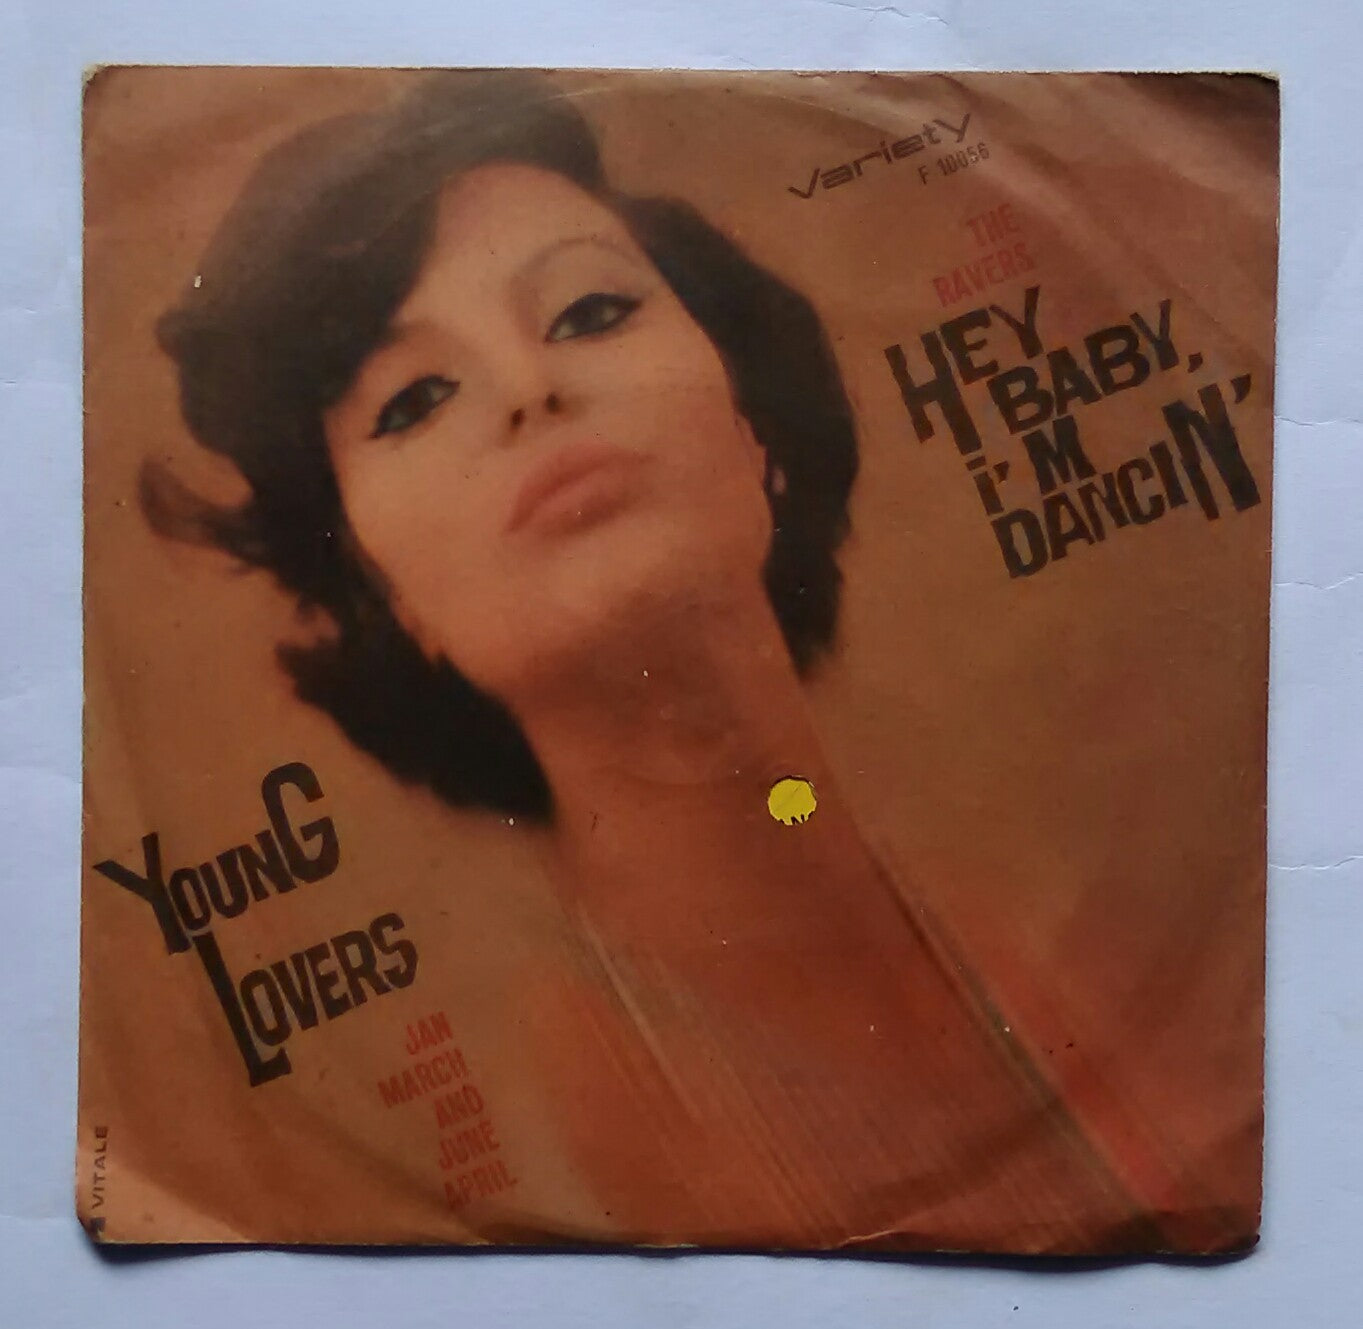 variety
F 10056
THE
RAVERS
HEY
BABY,
i'M
DANCIN'
YOUNG
LOVERS
JAN
MARCH
AND
JUNE
APRIL
VITALE